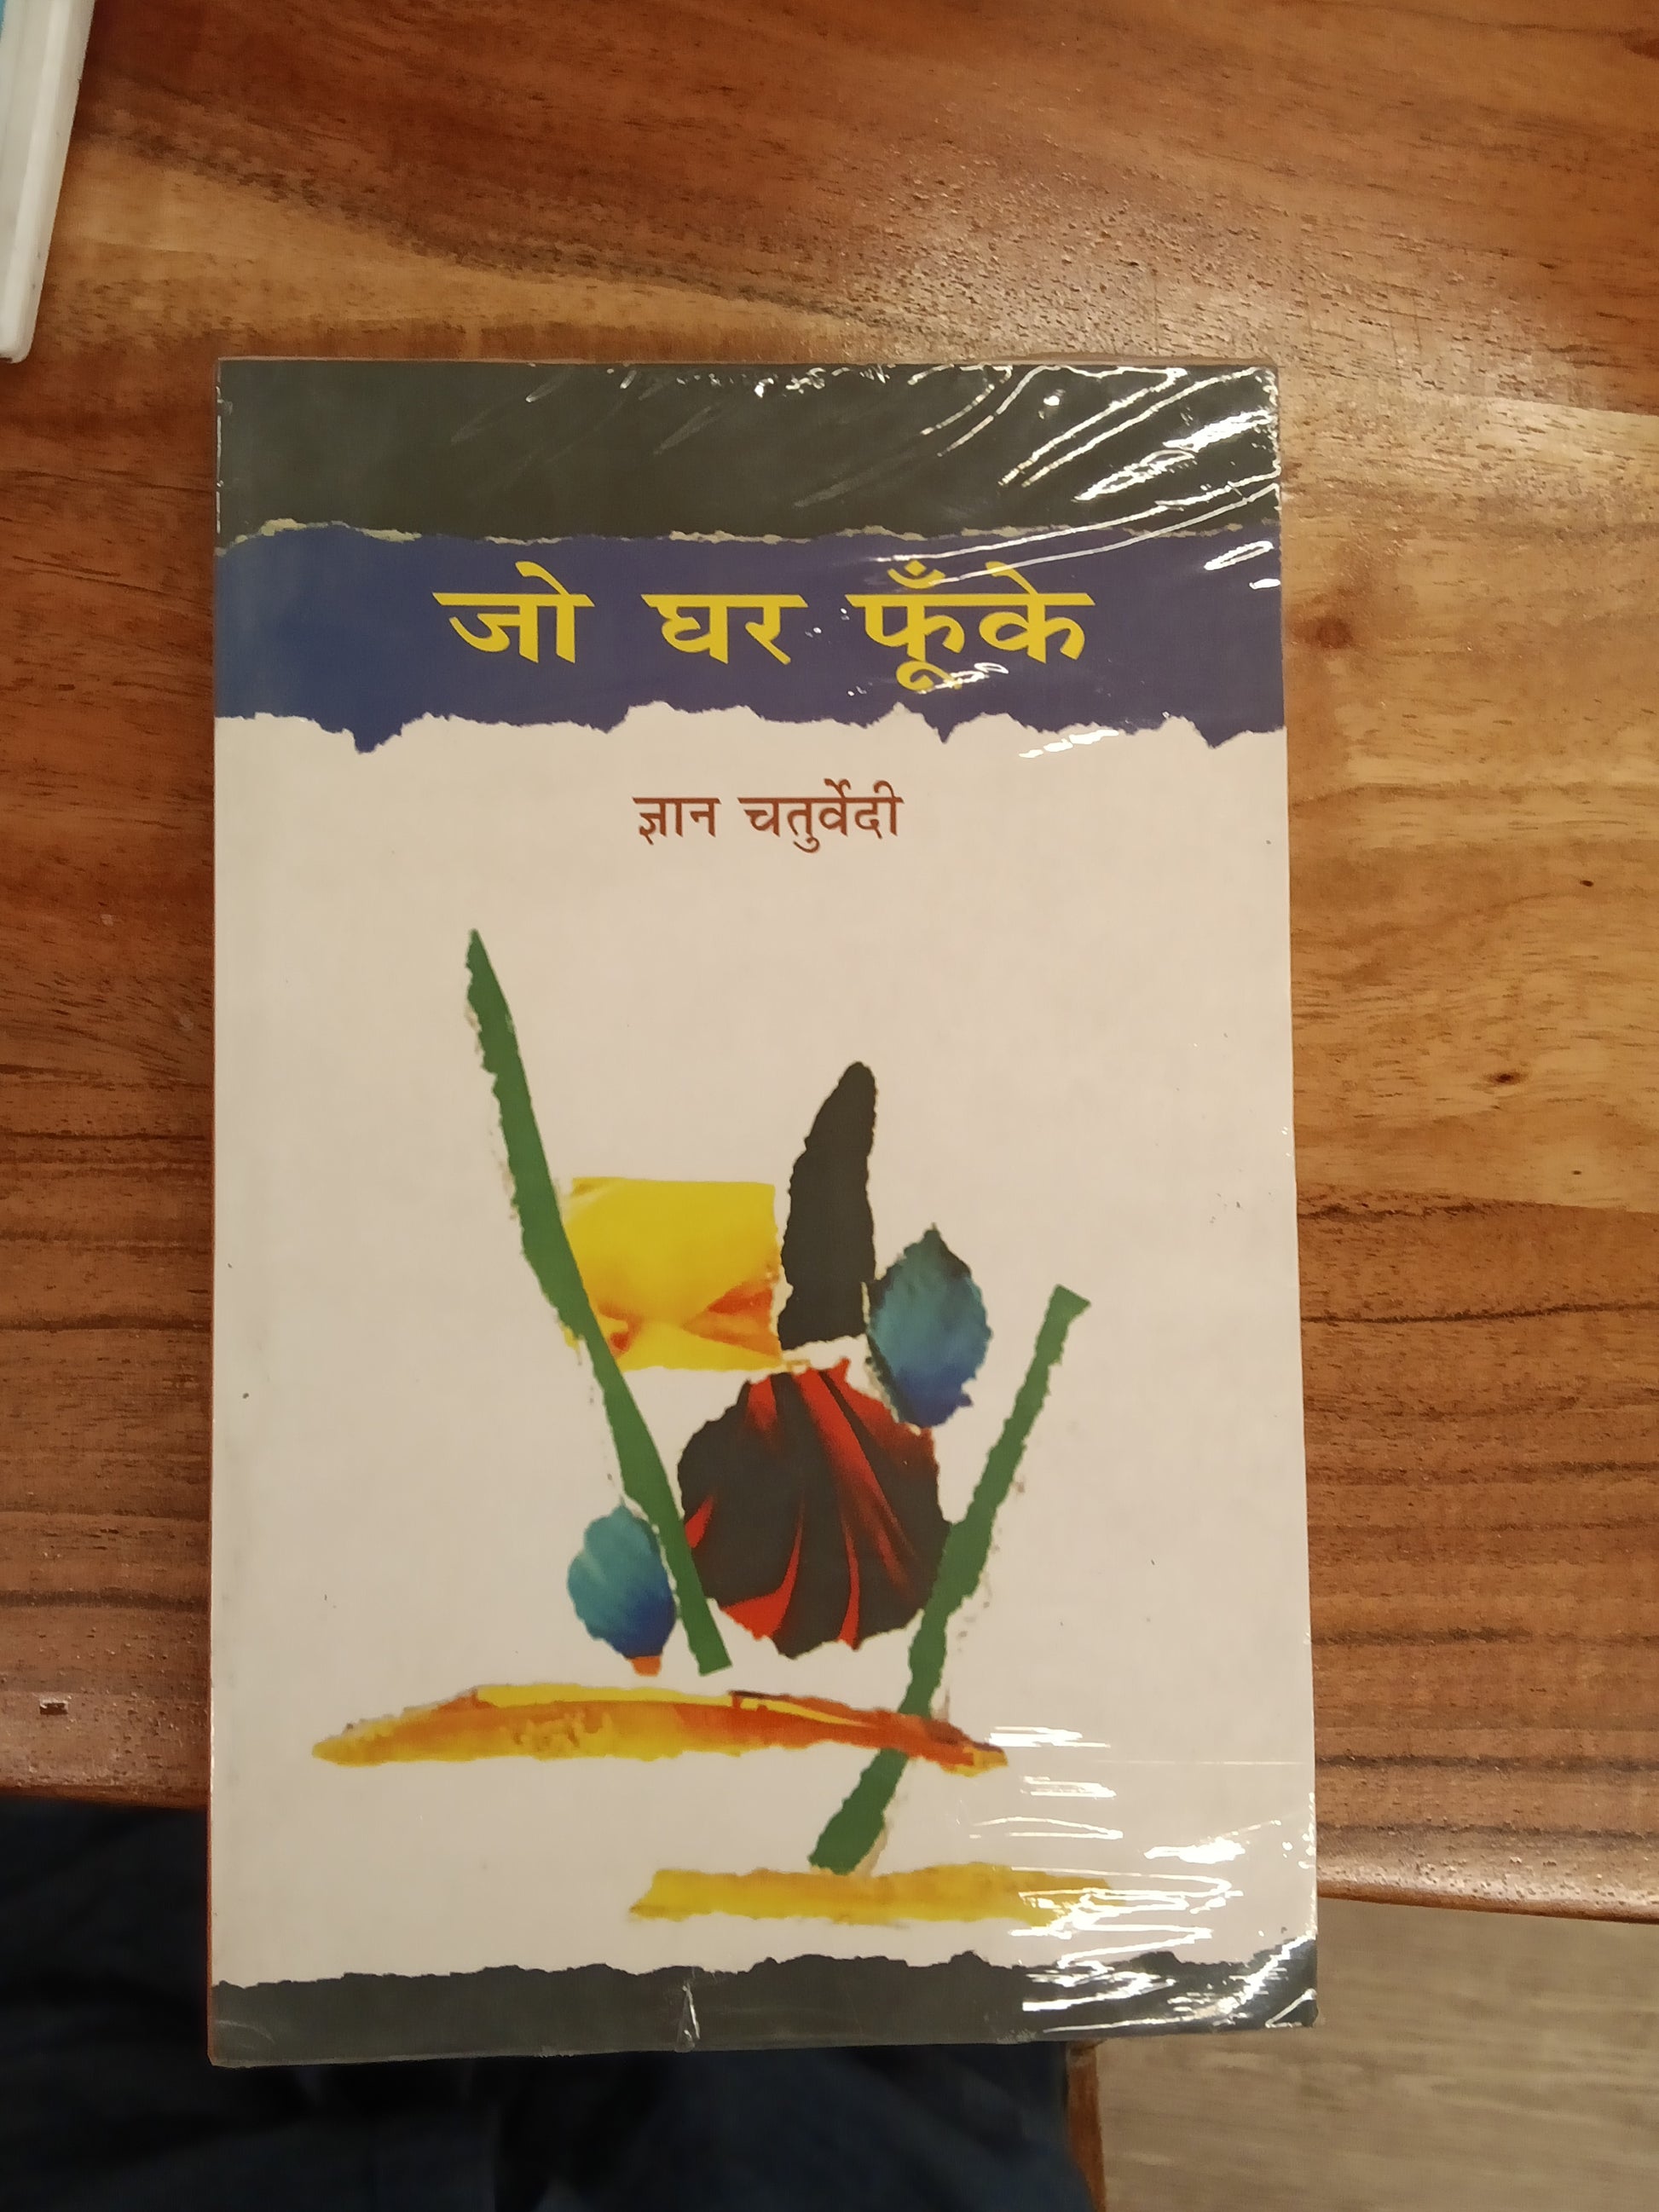 जो घर फूँके
ज्ञान चतुर्वेदी